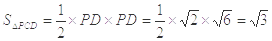 S△PCD = 1/2 × PD × PD = 1/2 × √2 × √6 = √3